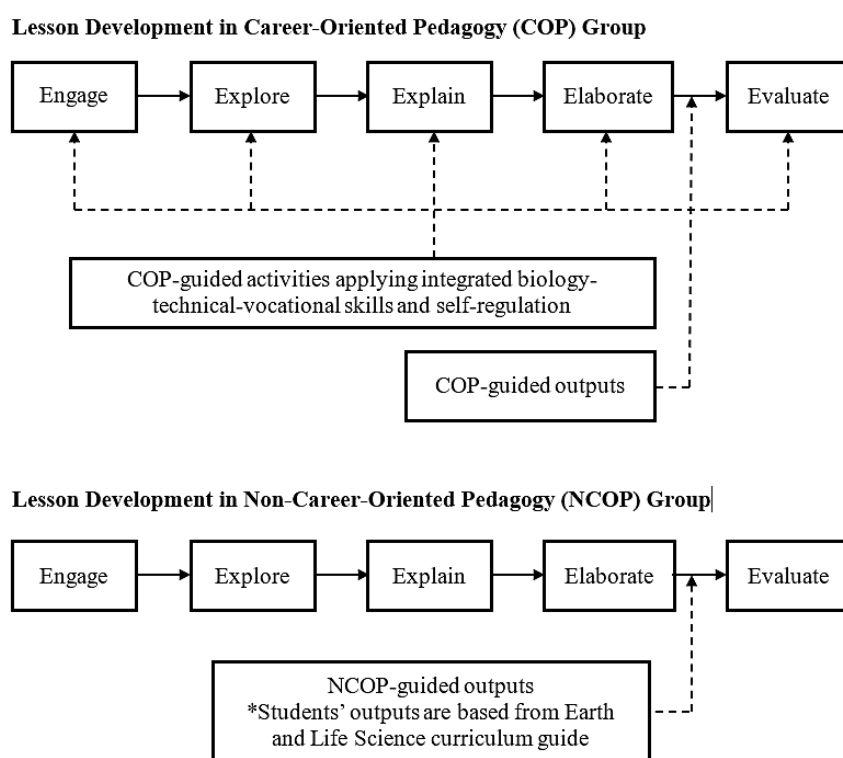 Lesson Development in Career-Oriented Pedagogy (COP) Group
Engage
Explore
Explain
Elaborate
Evaluate
COP-guided activities applying integrated biology-
technical-vocational skills and self-regulation
COP-guided outputs
Lesson Development in Non-Career-Oriented Pedagogy (NCOP) Group
Engage
Explore
Explain
Elaborate
Evaluate
NCOP-guided outputs
*Students’ outputs are based from Earth
and Life Science curriculum guide